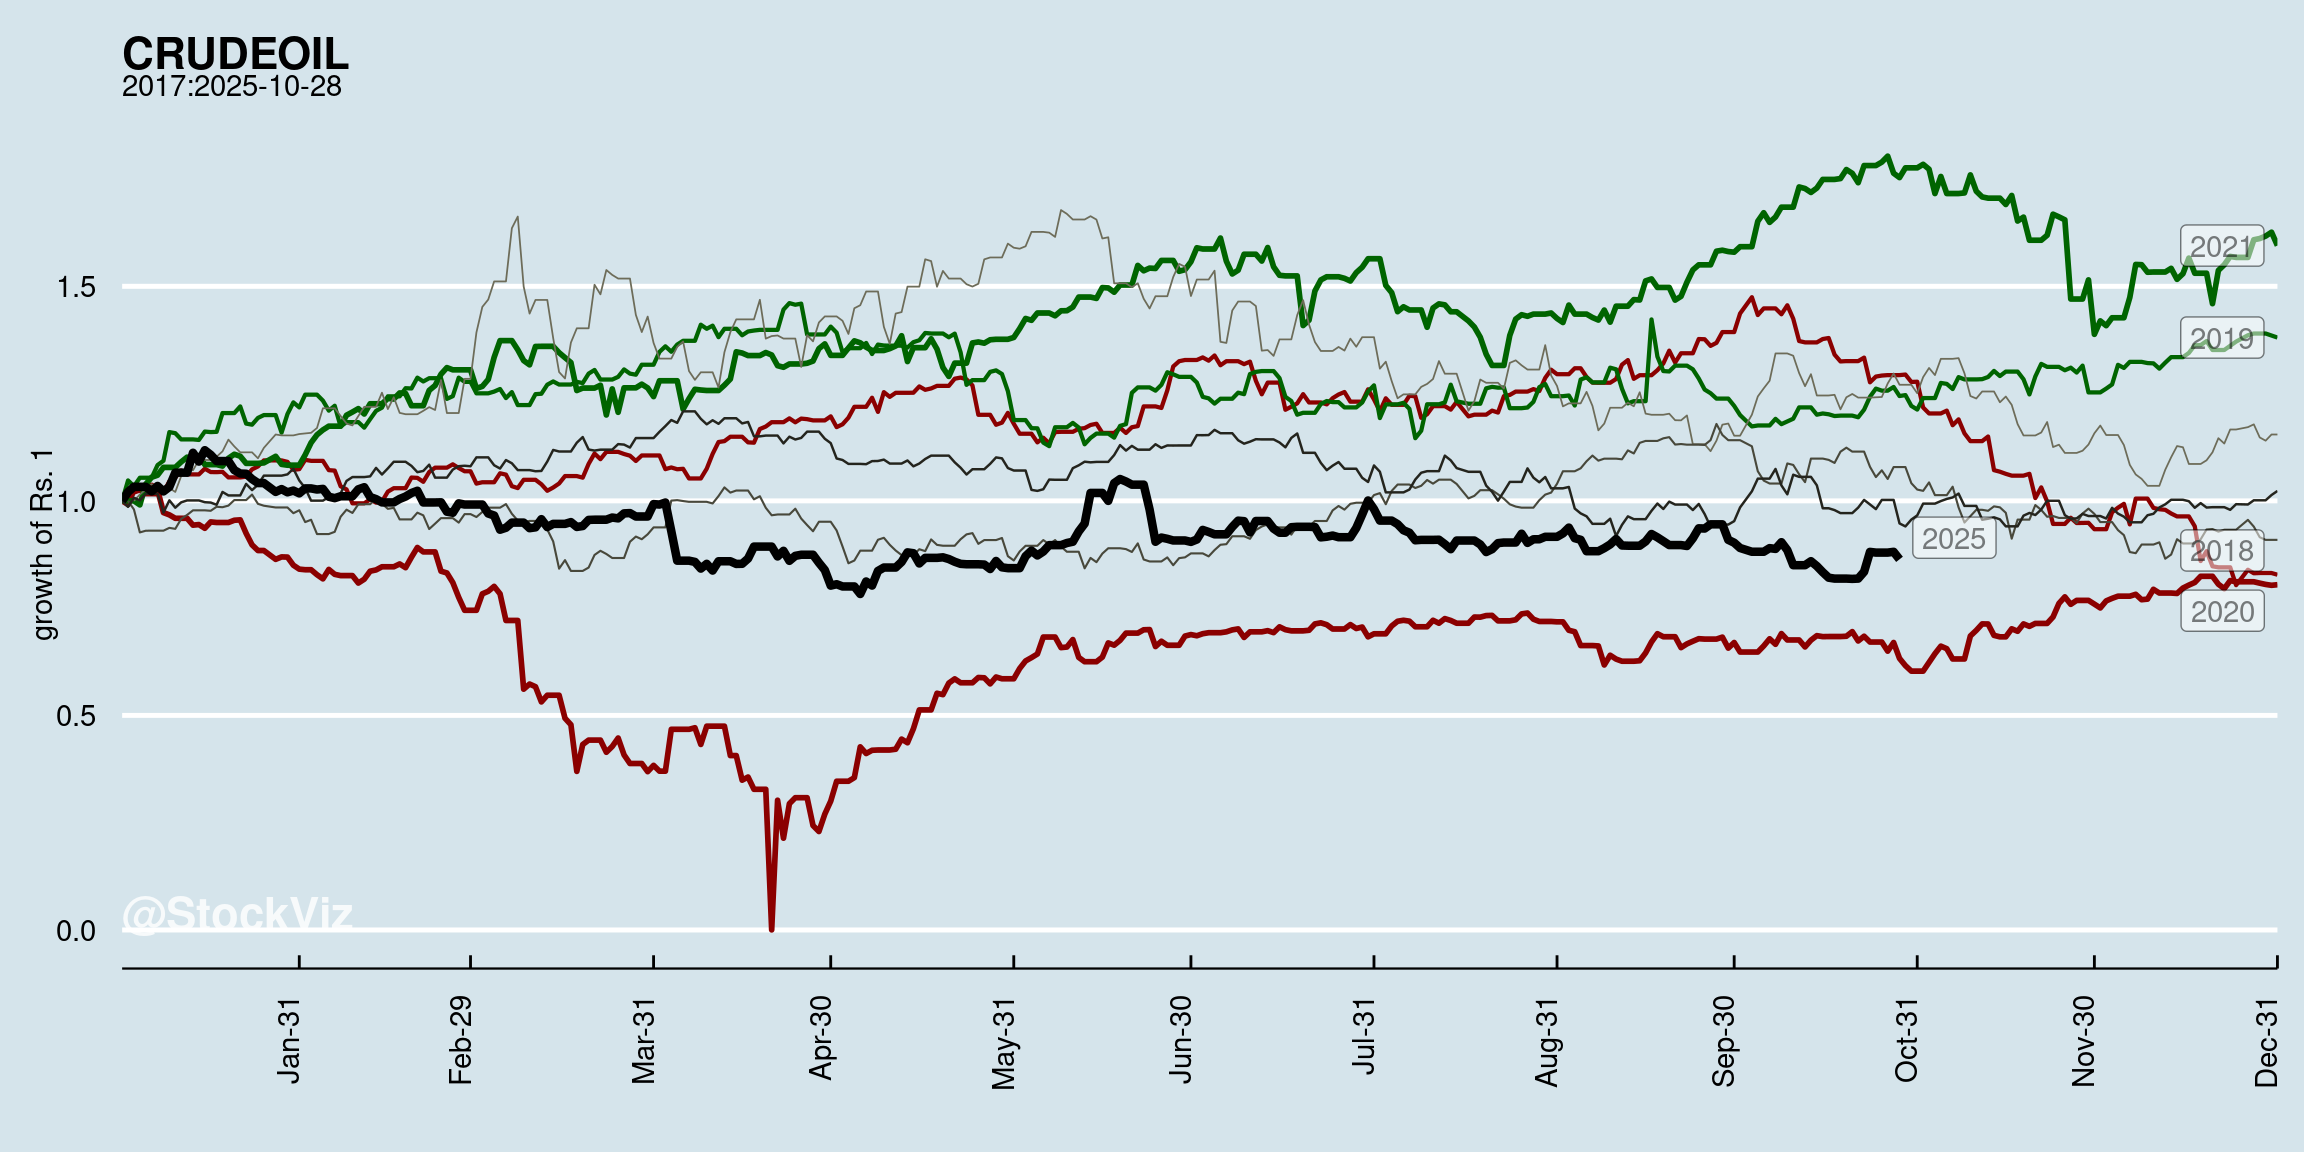 CRUDEOIL
2017:2025-10-28
growth of Rs. 1
1.5
1.0
0.5
0.0
2021
2019
2025
2018
2020
@StockViz
Jan-31
Feb-29
Mar-31
Apr-30
May-31
Jun-30
Jul-31
Aug-31
Sep-30
Oct-31
Nov-30
Dec-31